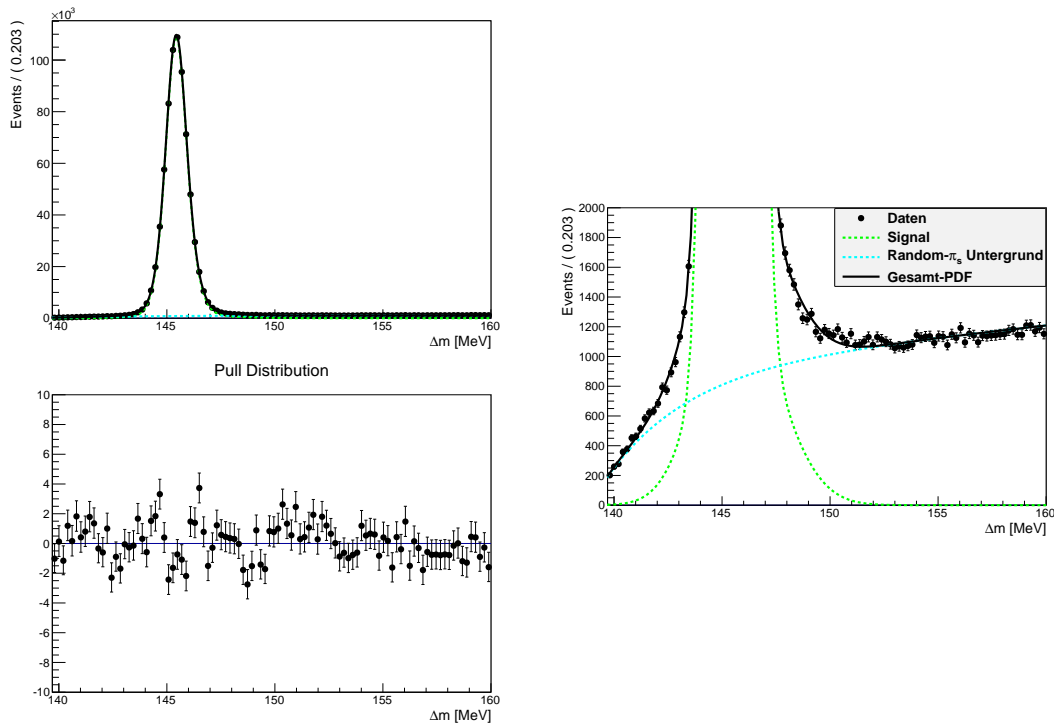 ×10³
Events / ( 0.203)
100
80
60
40
20
0
140 145 150 155 160
Δm [MeV]
Pull Distribution
10
8
6
4
2
0
-2
-4
-6
-8
-10
140 145 150 155 160
Δm [MeV]
Events / ( 0.203)
2000
1800
1600
1400
1200
1000
800
600
400
200
0
140 145 150 155 160
Δm [MeV]
Daten
Signal
Random-πs Untergrund
Gesamt-PDF